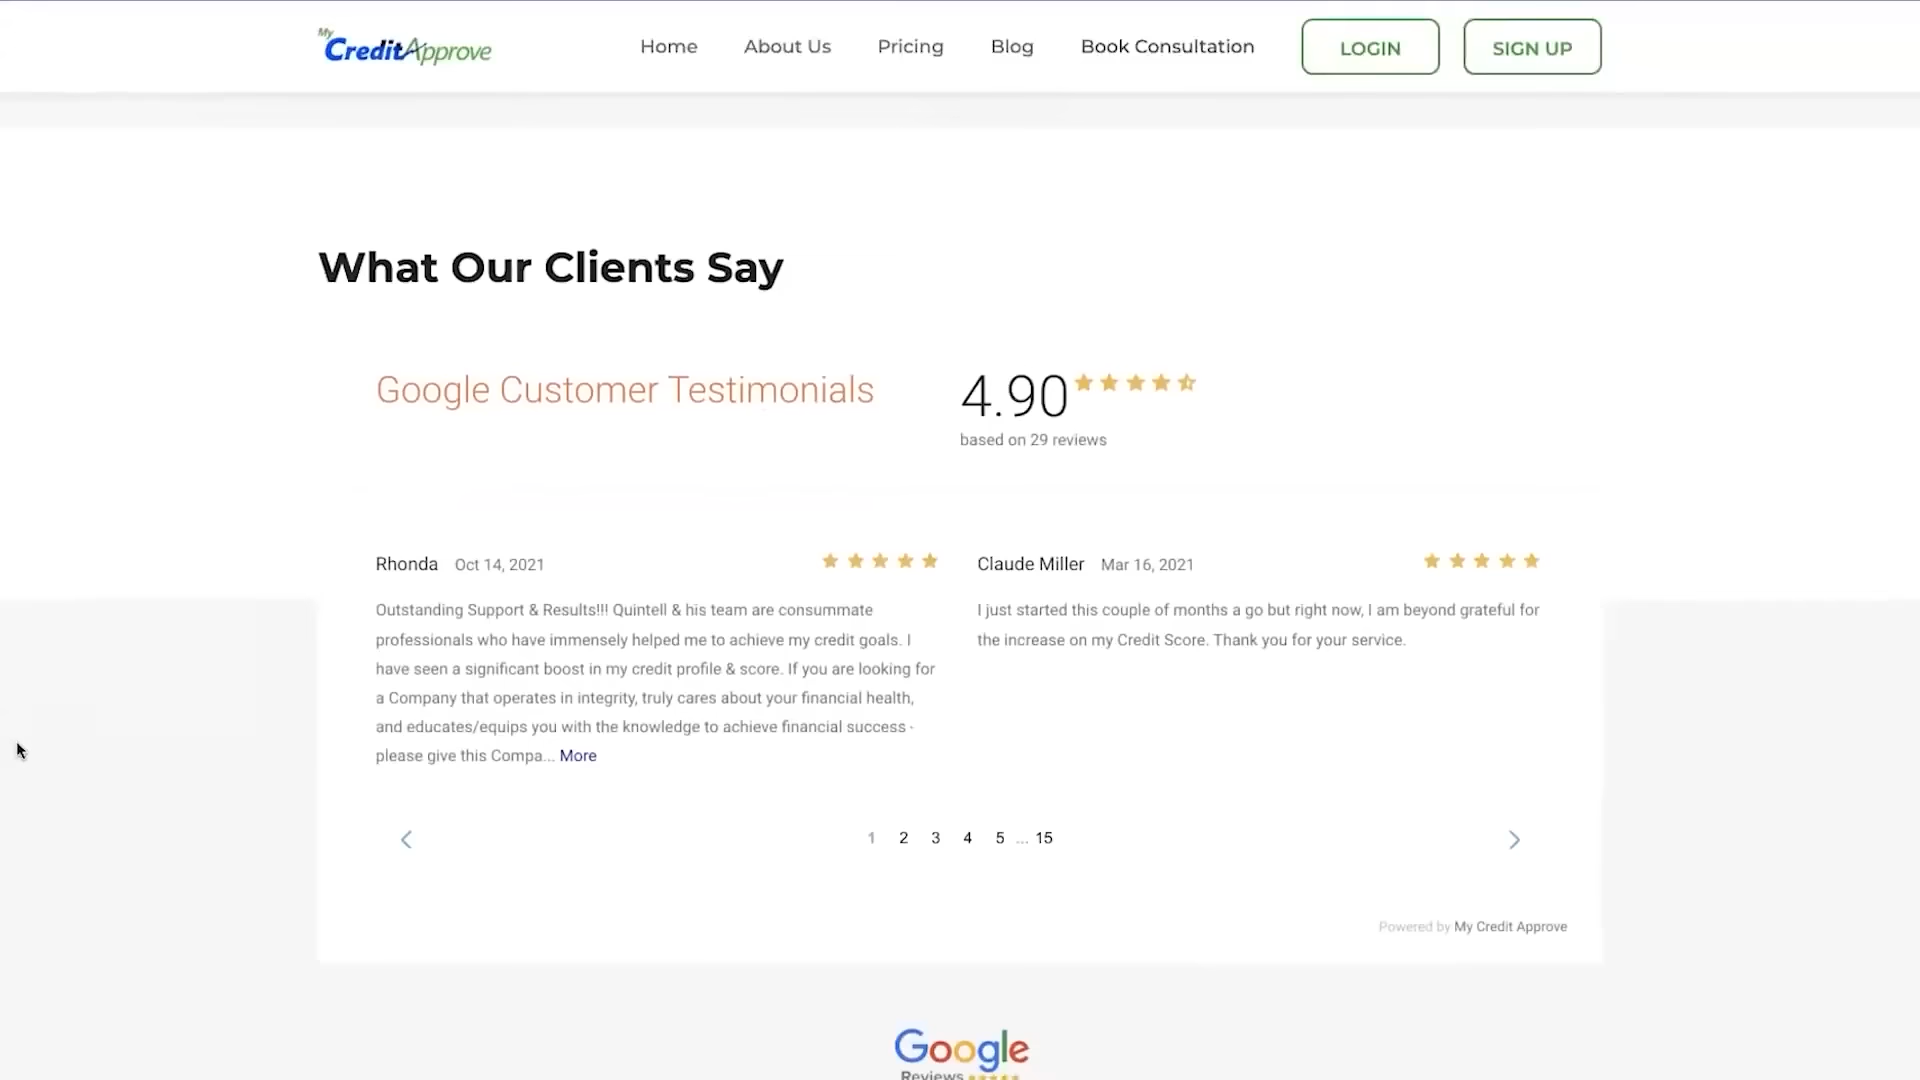 My CreditApprove
Home About Us Pricing Blog Book Consultation LOGIN SIGN UP
What Our Clients Say
Google Customer Testimonials
4.90
based on 29 reviews
Rhonda Oct 14, 2021
Outstanding Support & Results!!! Quintell & his team are consummate
professionals who have immensely helped me to achieve my credit goals. I
have seen a significant boost in my credit profile & score. If you are looking for
a Company that operates in integrity, truly cares about your financial health,
and educates/equips you with the knowledge to achieve financial success -
please give this Compa... More
Claude Miller Mar 16, 2021
I just started this couple of months a go but right now, I am beyond grateful for
the increase on my Credit Score. Thank you for your service.
1 2 3 4 5 ... 15
Powered by My Credit Approve
Google
Reviews